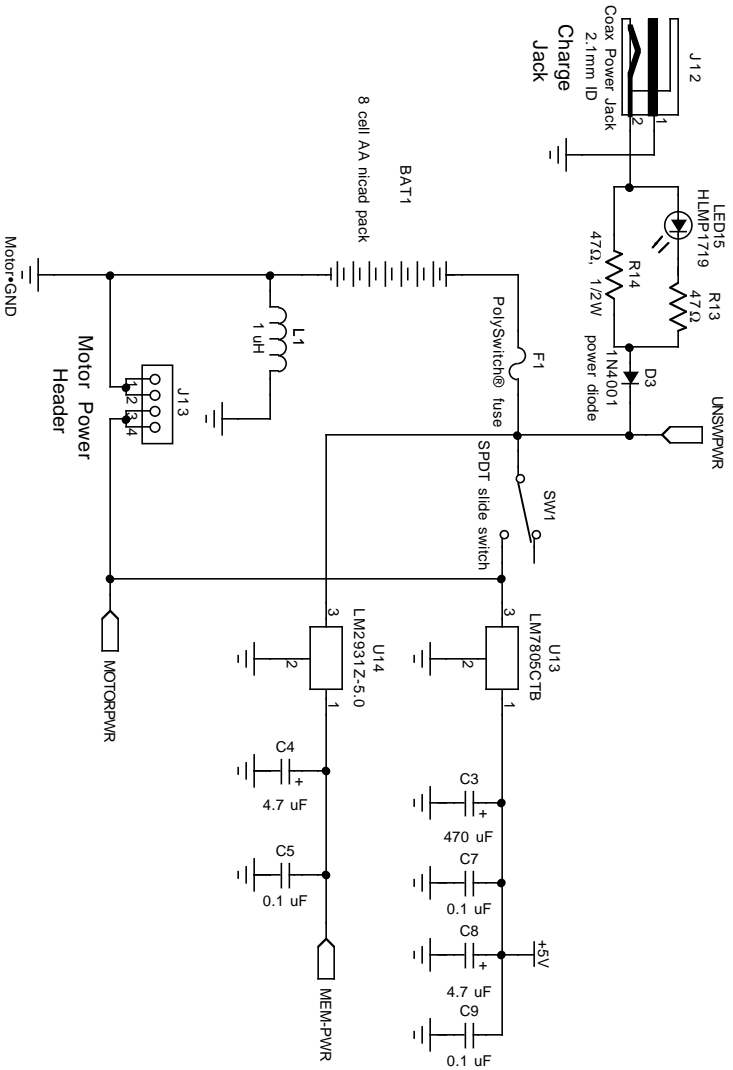 J12
Coax Power Jack
2.1mm ID
Charge
Jack
1
2
LED15
HLMP1719
R13
47Ω
R14
47Ω, 1/2W
D3
1N4001
power diode
UNSWPWR
BAT1
8 cell AA nicad pack
F1
PolySwitch® fuse
SW1
SPDT slide switch
L1
1 uH
Motor•GND
J13
1
2
3
4
Motor Power
Header
MOTORPWR
U14
LM2931Z-5.0
3
2
1
C4
+
4.7 uF
C5
0.1 uF
MEM-PWR
U13
LM7805CTB
3
2
1
C3
+
470 uF
C7
0.1 uF
C8
+
4.7 uF
C9
0.1 uF
+5V